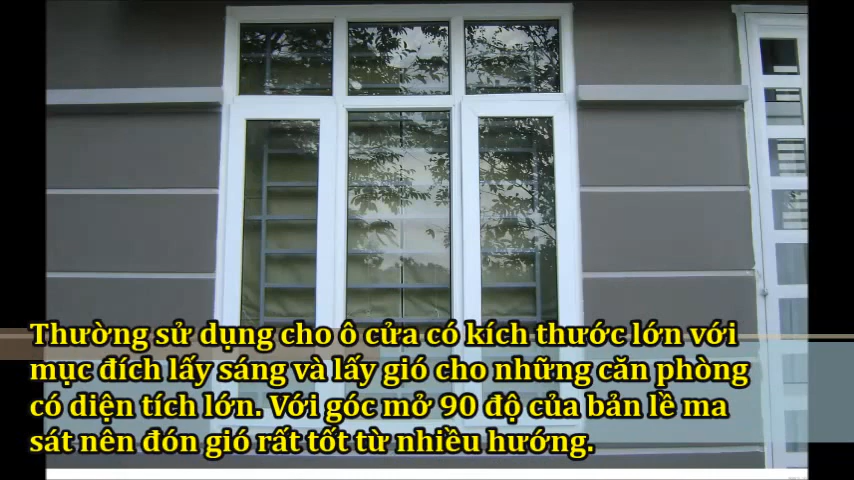 Thường sử dụng cho ô cửa có kích thước lớn với
mục đích lấy sáng và lấy gió cho những căn phòng
có diện tích lớn. Với góc mở 90 độ của bản lề ma
sát nên đón gió rất tốt từ nhiều hướng.